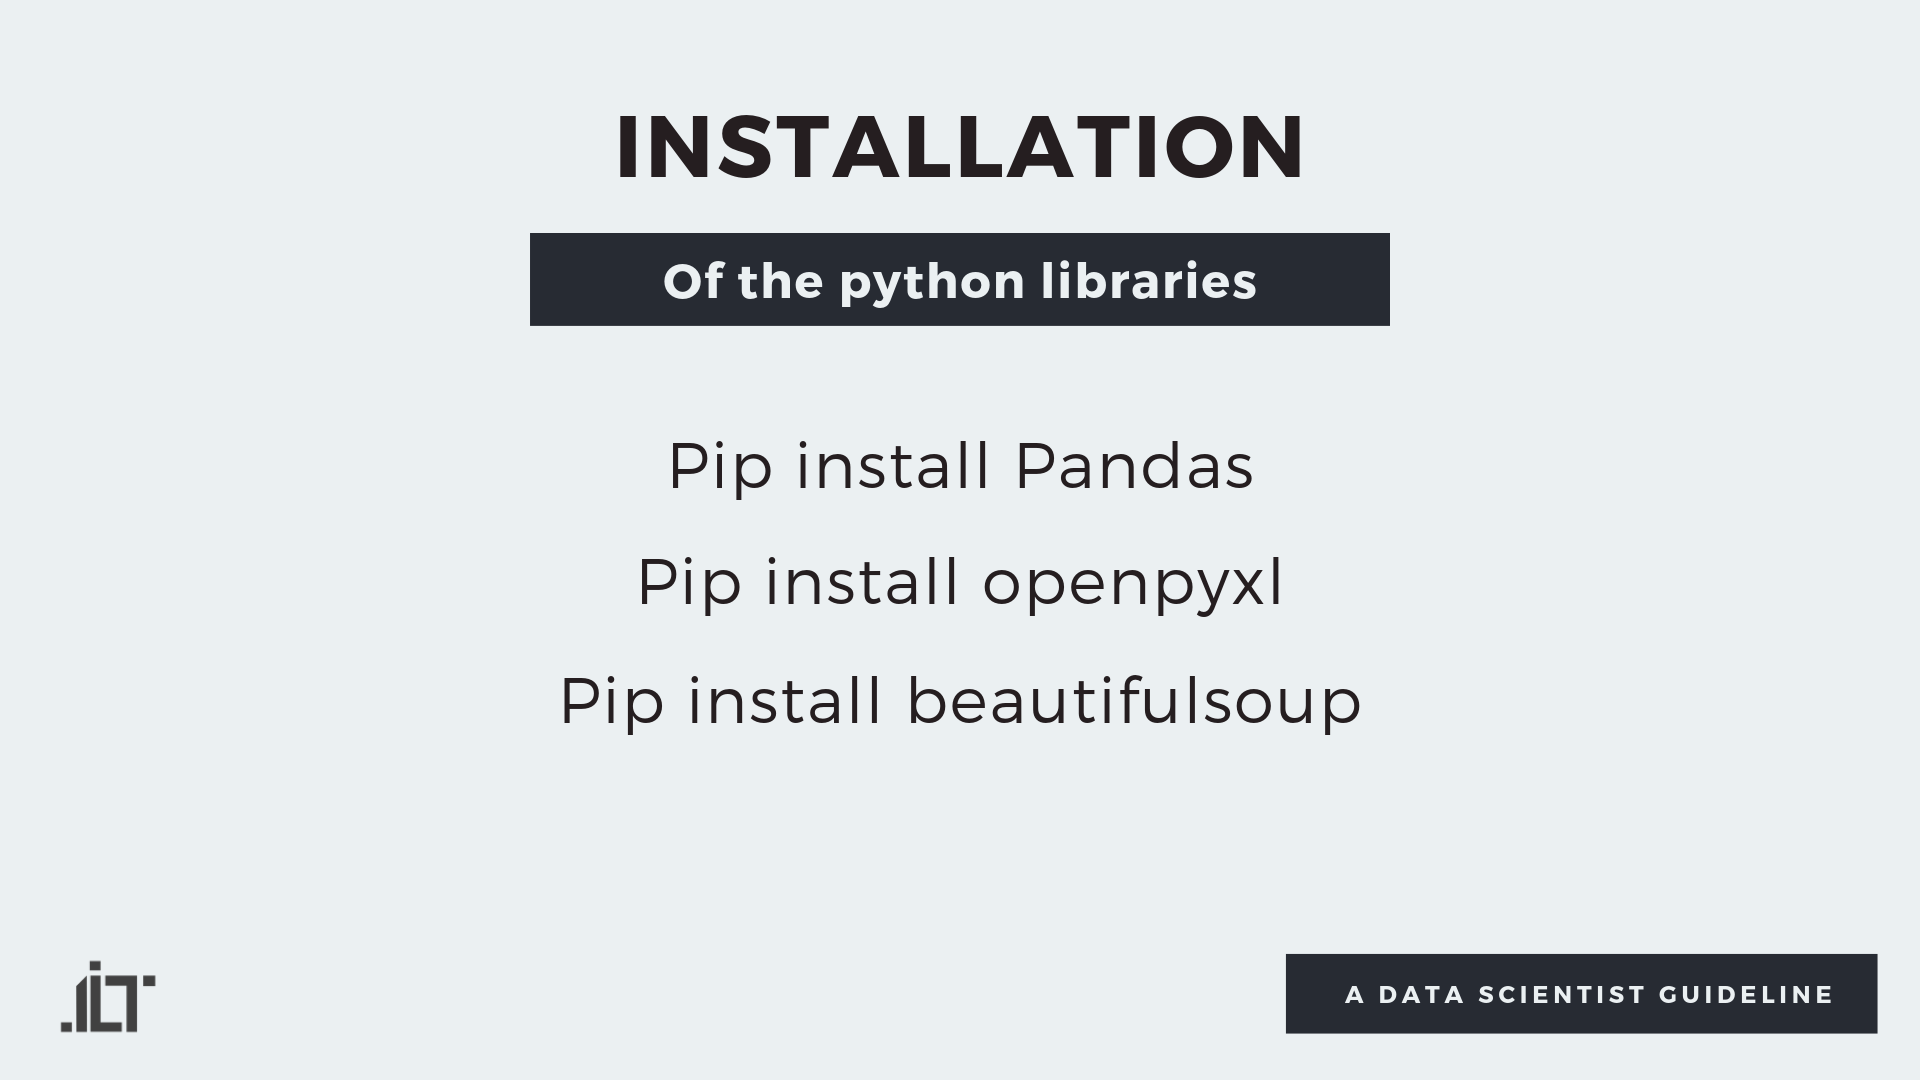 INSTALLATION
Of the python libraries
Pip install Pandas
Pip install openpyxl
Pip install beautifulsoup
A DATA SCIENTIST GUIDELINE